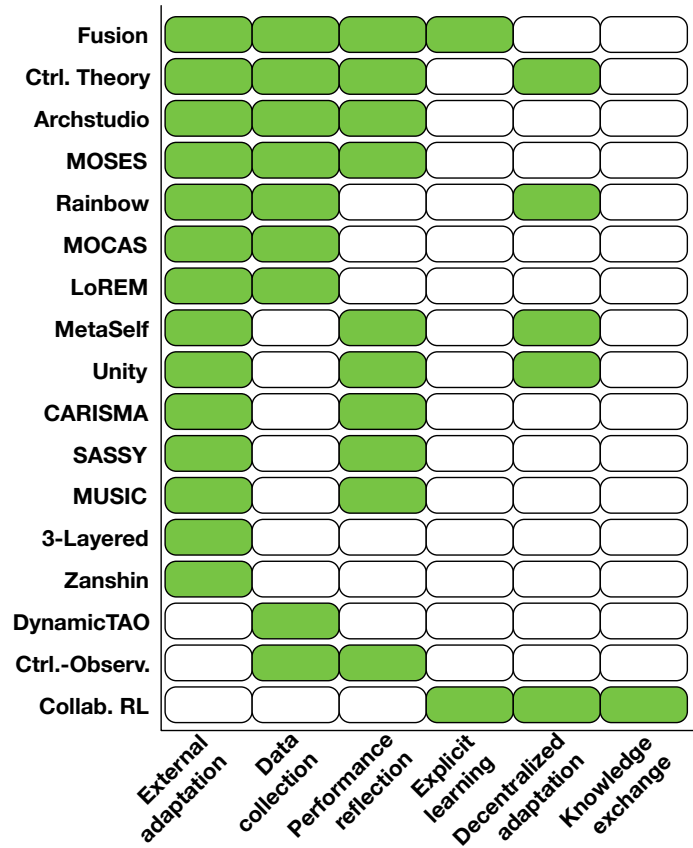 Fusion
Ctrl. Theory
Archstudio
MOSES
Rainbow
MOCAS
LoREM
MetaSelf
Unity
CARISMA
SASSY
MUSIC
3-Layered
Zanshin
DynamicTAO
Ctrl.-Observ.
Collab. RL
External
adaptation
Data
collection
Performance
reflection
Explicit
learning
Decentralized
adaptation
Knowledge
exchange